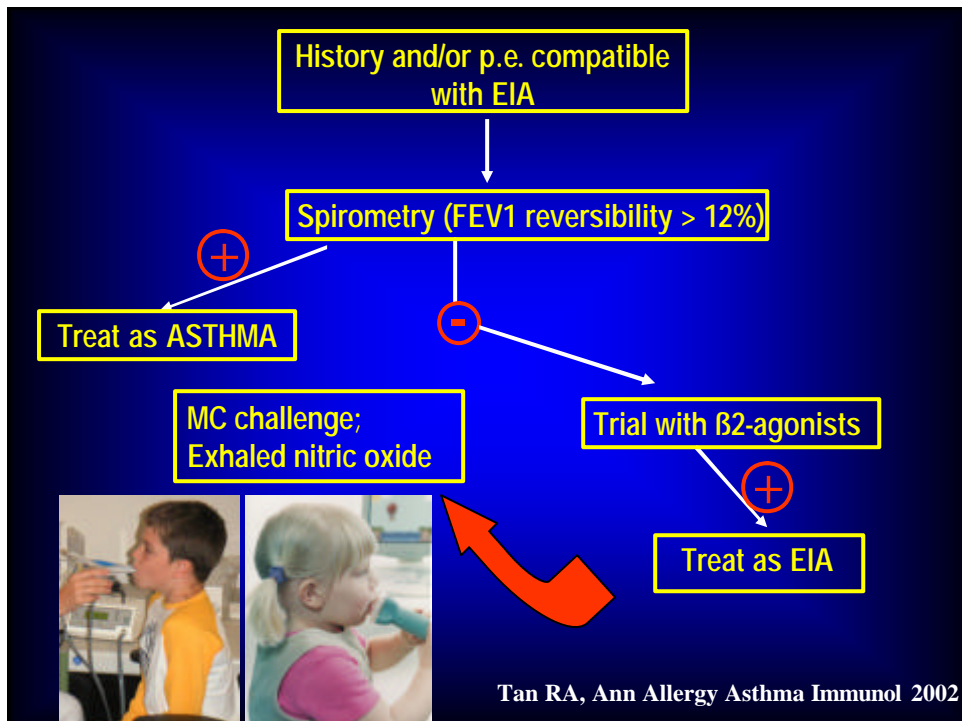 History and/or p.e. compatible
with EIA
Spirometry (FEV1 reversibility > 12%)
+
Treat as ASTHMA
-
MC challenge;
Exhaled nitric oxide
Trial with ß2-agonists
+
Treat as EIA
Tan RA, Ann Allergy Asthma Immunol 2002